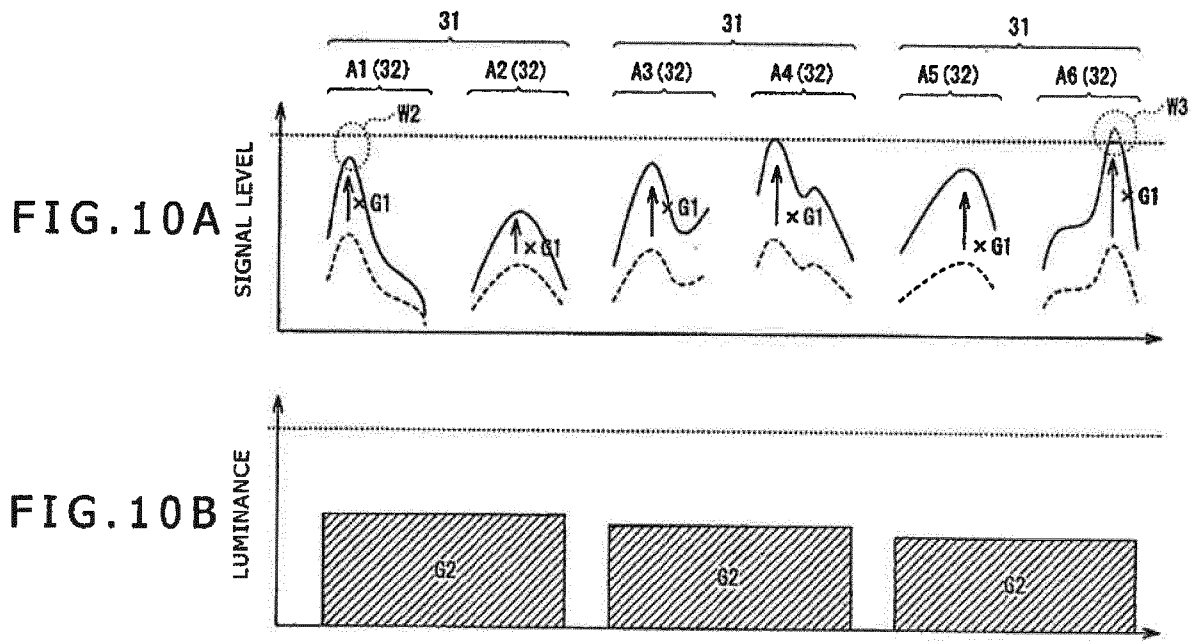 31 31 31
A1 (32) A2 (32) A3 (32) A4 (32) A5 (32) A6 (32)
W2 W3
FIG.10A
SIGNAL LEVEL
× G1 × G1 × G1 × G1 × G1 × G1
FIG.10B
LUMINANCE
G2 G2 G2